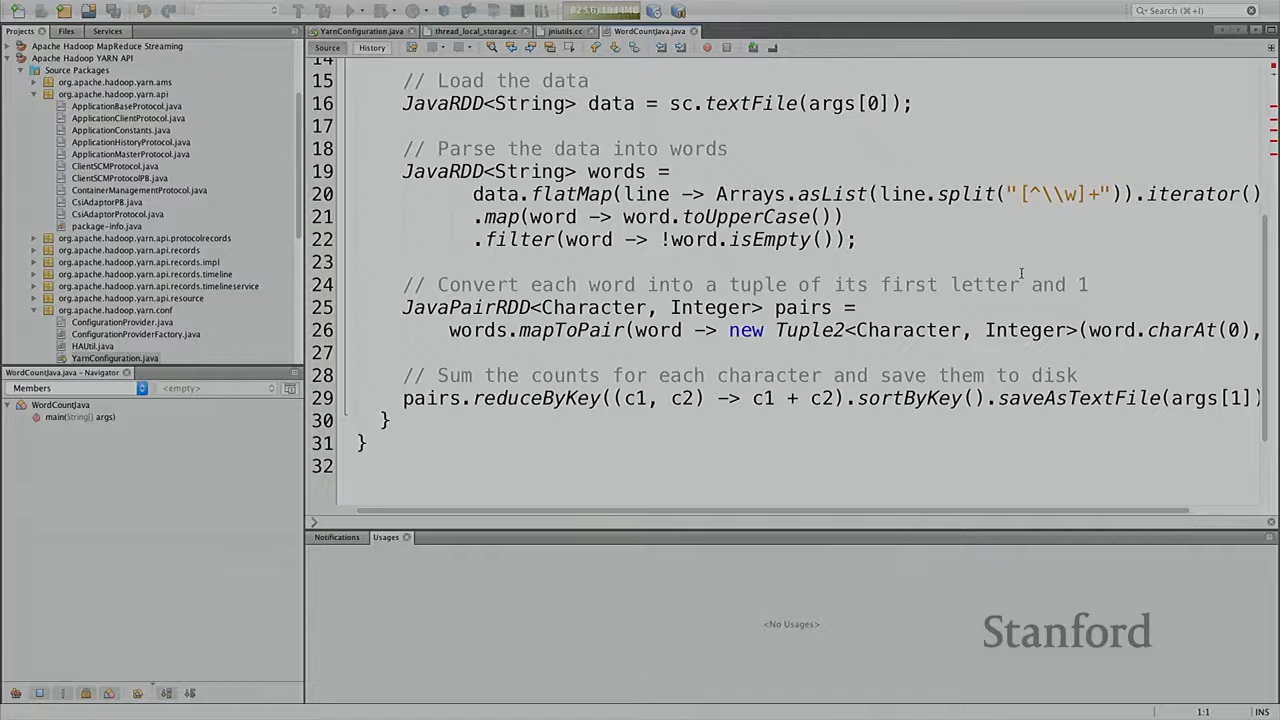 825.6/1944MB
Search (⌘+I)
Projects
Files
Services
YarnConfiguration.java
thread_local_storage.c
jniutils.cc
WordCountJava.java
Source
History
Apache Hadoop MapReduce Streaming
Apache Hadoop YARN API
Source Packages
org.apache.hadoop.yarn.ams
org.apache.hadoop.yarn.api
ApplicationBaseProtocol.java
ApplicationClientProtocol.java
ApplicationConstants.java
ApplicationHistoryProtocol.java
ApplicationMasterProtocol.java
ClientSCMProtocol.java
ClientSCMProtocolPB.java
ContainerManagementProtocol.java
CsiAdaptorPB.java
CsiAdaptorProtocol.java
package-info.java
org.apache.hadoop.yarn.api.protocolrecords
org.apache.hadoop.yarn.api.records
org.apache.hadoop.yarn.api.records.impl
org.apache.hadoop.yarn.api.records.timeline
org.apache.hadoop.yarn.api.records.timelineservice
org.apache.hadoop.yarn.api.resource
org.apache.hadoop.yarn.conf
ConfigurationProvider.java
ConfigurationProviderFactory.java
HAUtil.java
YarnConfiguration.java
14
15 // Load the data
16 JavaRDD<String> data = sc.textFile(args[0]);
17
18 // Parse the data into words
19 JavaRDD<String> words =
20 data.flatMap(line -> Arrays.asList(line.split("[^\\w]+")).iterator()
21 .map(word -> word.toUpperCase())
22 .filter(word -> !word.isEmpty());
23
24 // Convert each word into a tuple of its first letter and 1
25 JavaPairRDD<Character, Integer> pairs =
26 words.mapToPair(word -> new Tuple2<Character, Integer>(word.charAt(0),
27
28 // Sum the counts for each character and save them to disk
29 pairs.reduceByKey((c1, c2) -> c1 + c2).sortByKey().saveAsTextFile(args[1])
30 }
31 }
32
WordCountJava.java - Navigator
Members
<empty>
WordCountJava
main(String[] args)
Notifications
Usages
<No Usages>
Stanford
1:1
INS